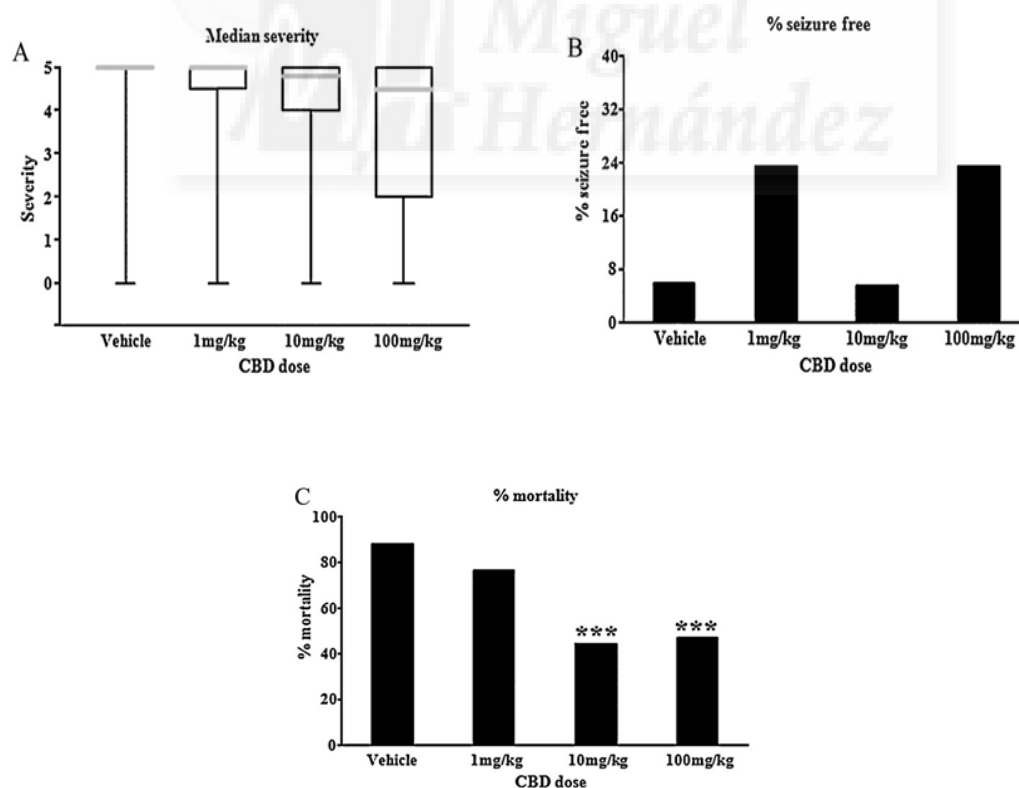 Miguel
Hernández
A
Median severity
Severity
5
4
3
2
1
0
Vehicle 1mg/kg 10mg/kg 100mg/kg
CBD dose
B
% seizure free
% seizure free
40
32
24
16
8
0
Vehicle 1mg/kg 10mg/kg 100mg/kg
CBD dose
C
% mortality
% mortality
100
80
60
40
20
0
*** ***
Vehicle 1mg/kg 10mg/kg 100mg/kg
CBD dose